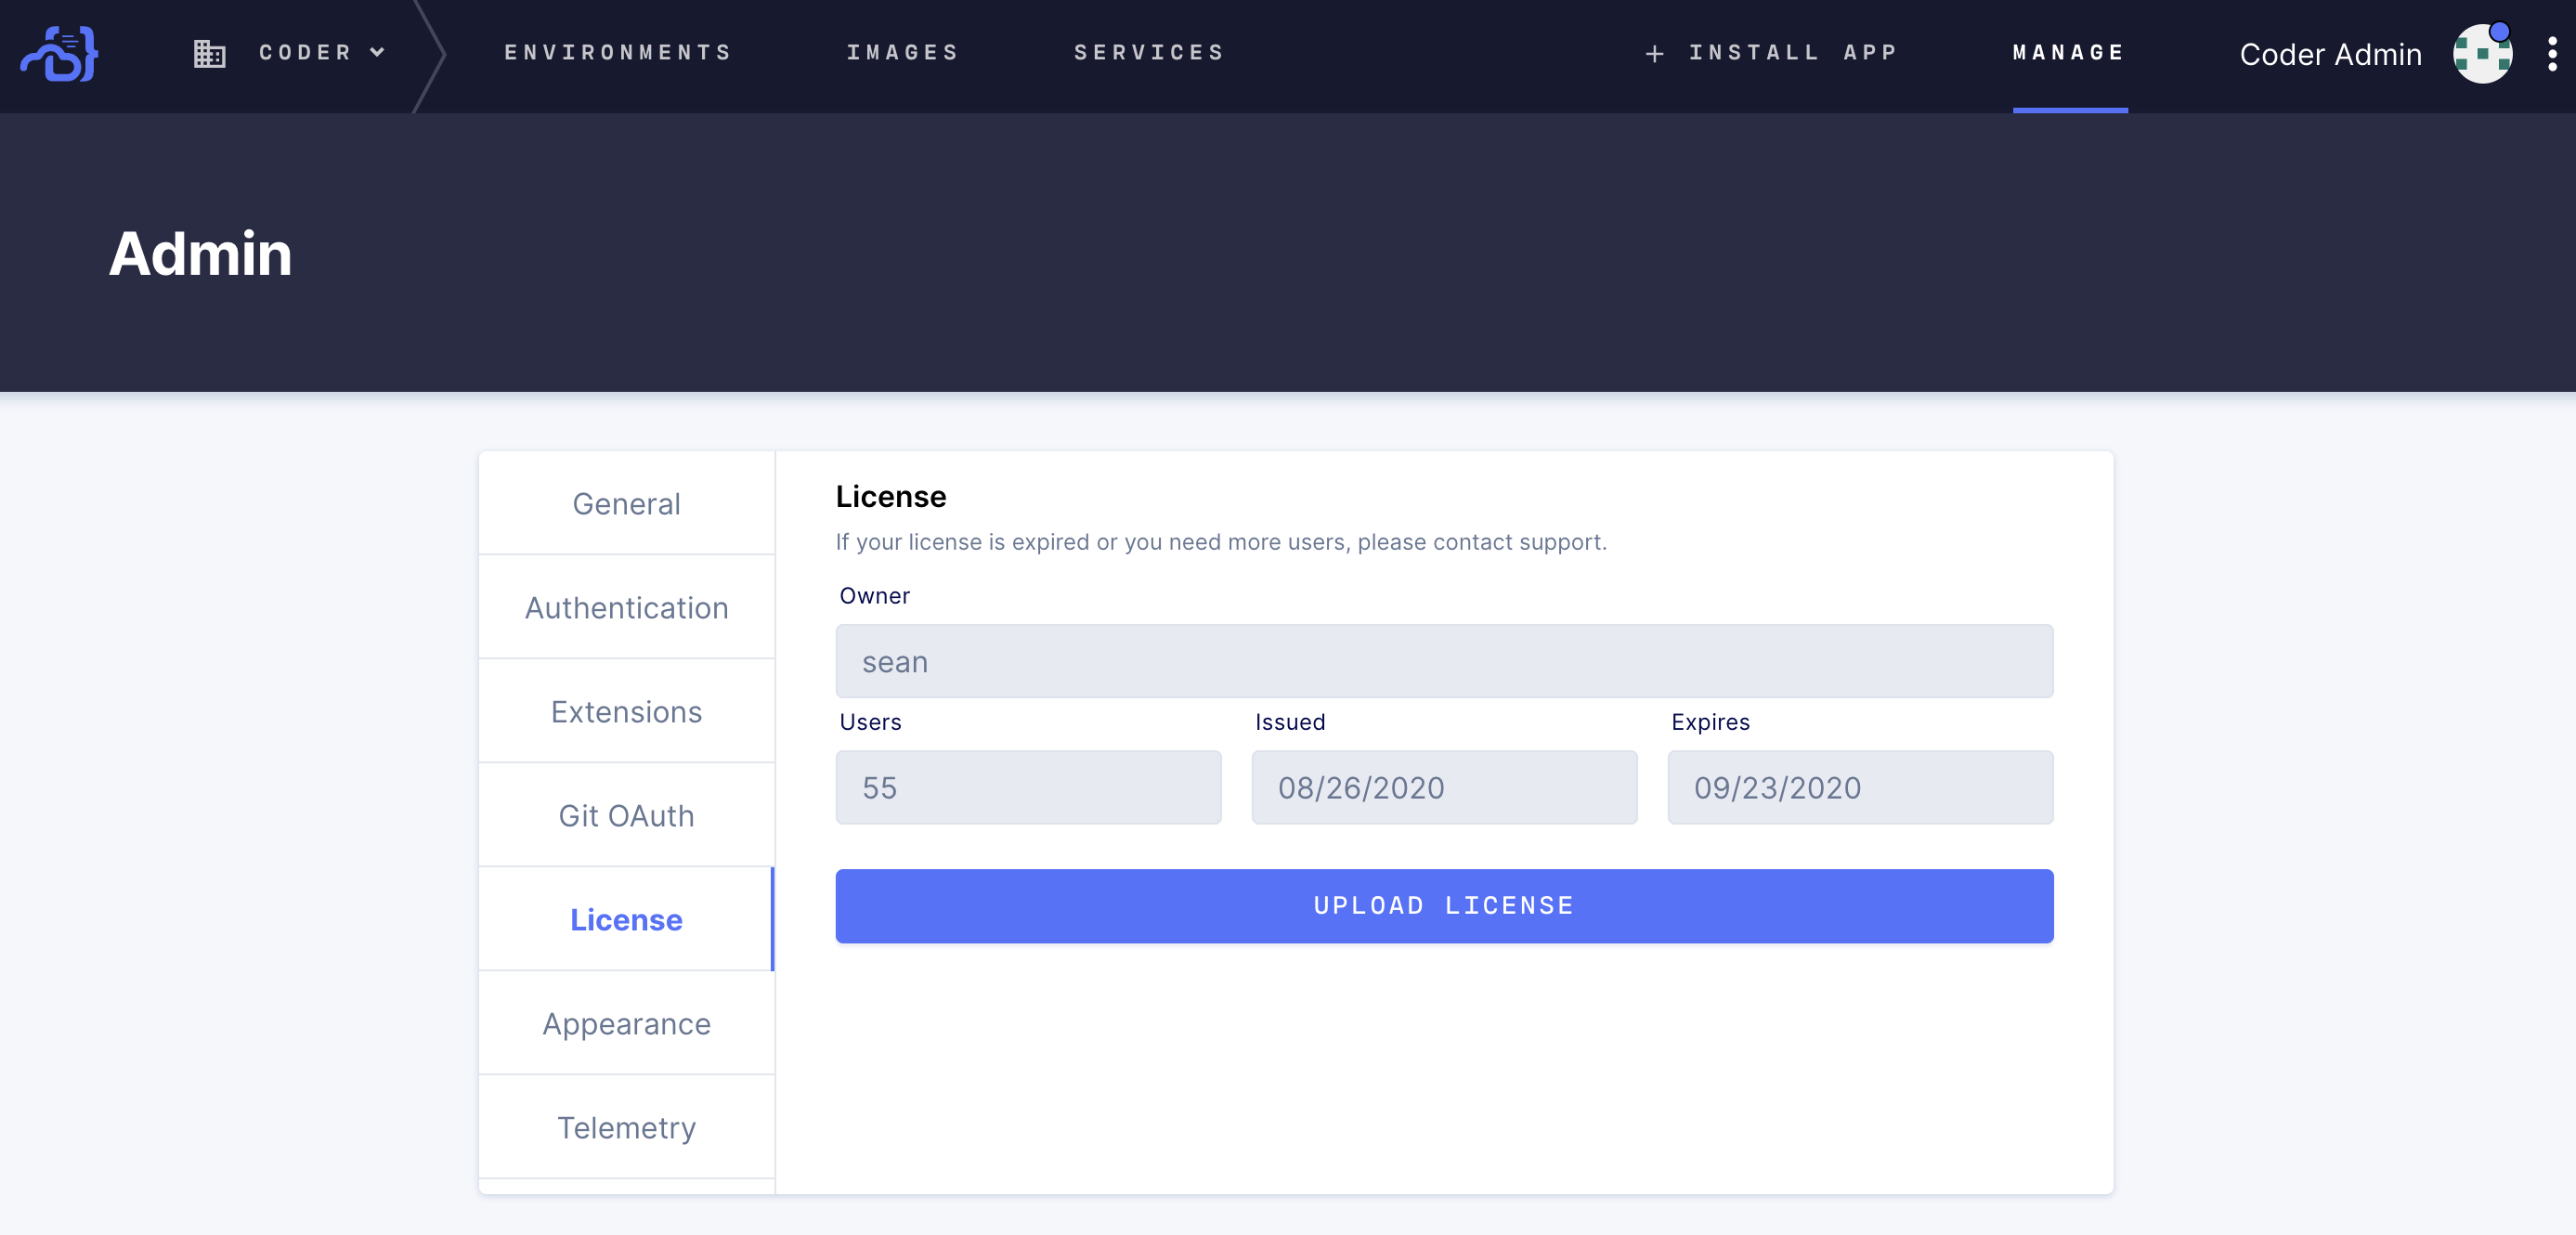 CODER ENVIRONMENTS IMAGES SERVICES + INSTALL APP MANAGE Coder Admin
Admin
General
Authentication
Extensions
Git OAuth
License
Appearance
Telemetry
License
If your license is expired or you need more users, please contact support.
Owner
sean
Users Issued Expires
55 08/26/2020 09/23/2020
UPLOAD LICENSE